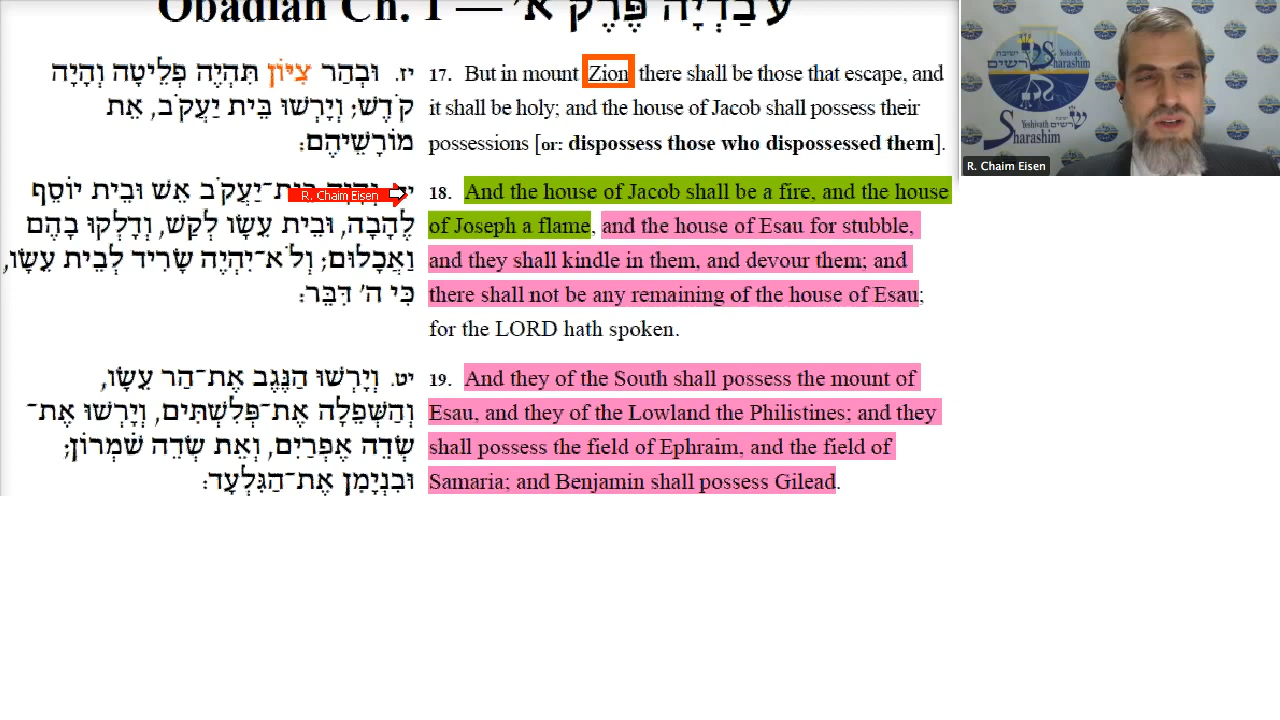 Obadiah Ch. 1 — עֹבַדְיָה פֶּרֶק א׳
יז. וּבְהַר צִיּוֹן תִּהְיֶה פְלֵיטָה וְהָיָה
קֹדֶשׁ; וְיָרְשׁוּ בֵּית יַעֲקֹב, אֵת
מוֹרָשֵׁיהֶם:
17. But in mount Zion there shall be those that escape, and
it shall be holy; and the house of Jacob shall possess their
possessions [or: dispossess those who dispossessed them].
בֵית־יַעֲקֹב אֵשׁ וּבֵית יוֹסֵף
לֶהָבָה, וּבֵית עֵשָׂו לְקַשׁ, וְדָלְקוּ בָהֶם
וַאֲכָלוּם; וְלֹא־יִהְיֶה שָׂרִיד לְבֵית עֵשָׂו,
כִּי ה׳ דִּבֵּר:
R. Chaim Eisen
18. And the house of Jacob shall be a fire, and the house
of Joseph a flame, and the house of Esau for stubble,
and they shall kindle in them, and devour them; and
there shall not be any remaining of the house of Esau;
for the LORD hath spoken.
יט. וְיָרְשׁוּ הַנֶּגֶב אֶת־הַר עֵשָׂו,
וְהַשְּׁפֵלָה אֶת־פְּלִשְׁתִּים, וְיָרְשׁוּ אֶת־
שְׂדֵה אֶפְרַיִם, וְאֵת שְׂדֵה שֹׁמְרוֹן;
וּבִנְיָמִן אֶת־הַגִּלְעָד:
19. And they of the South shall possess the mount of
Esau, and they of the Lowland the Philistines; and they
shall possess the field of Ephraim, and the field of
Samaria; and Benjamin shall possess Gilead.
ישיבת
שרשים
Yeshivath
Sharashim
Yeshivath שרשים
Sharashim
R. Chaim Eisen